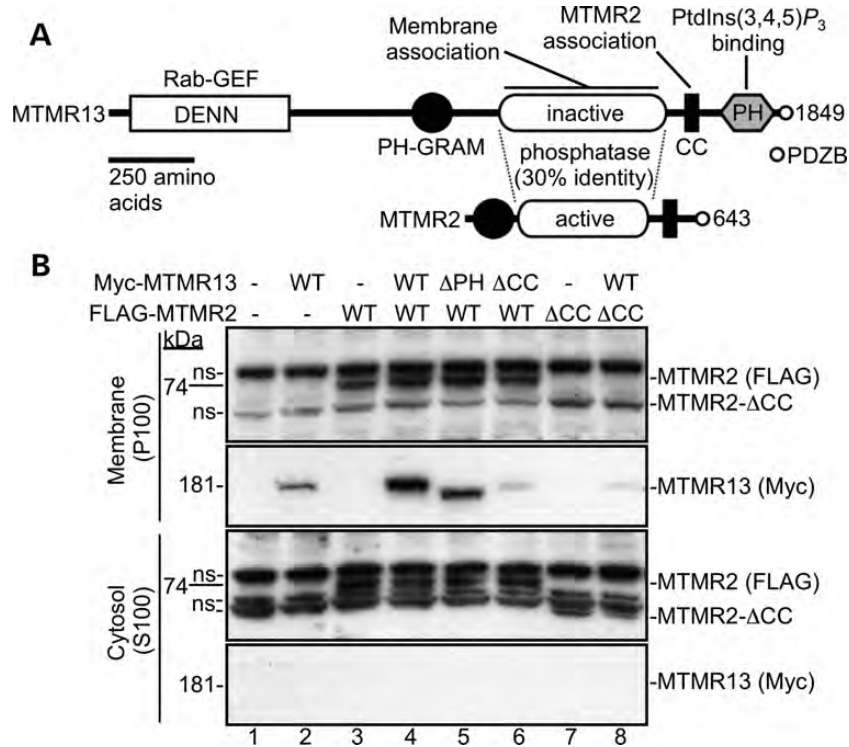 A
Rab-GEF
Membrane association
MTMR2 association
PtdIns(3,4,5)P3 binding
MTMR13
DENN
PH-GRAM
inactive
CC
PH
1849
PDZB
250 amino acids
phosphatase (30% identity)
MTMR2
active
643
B
Myc-MTMR13 - WT - WT ΔPH ΔCC - WT
FLAG-MTMR2 - - WT WT WT WT ΔCC ΔCC
kDa
Membrane (P100)
ns-
74
ns-
-MTMR2 (FLAG)
-MTMR2-ΔCC
181-
-MTMR13 (Myc)
Cytosol (S100)
ns-
74
ns-
-MTMR2 (FLAG)
-MTMR2-ΔCC
181-
-MTMR13 (Myc)
1 2 3 4 5 6 7 8